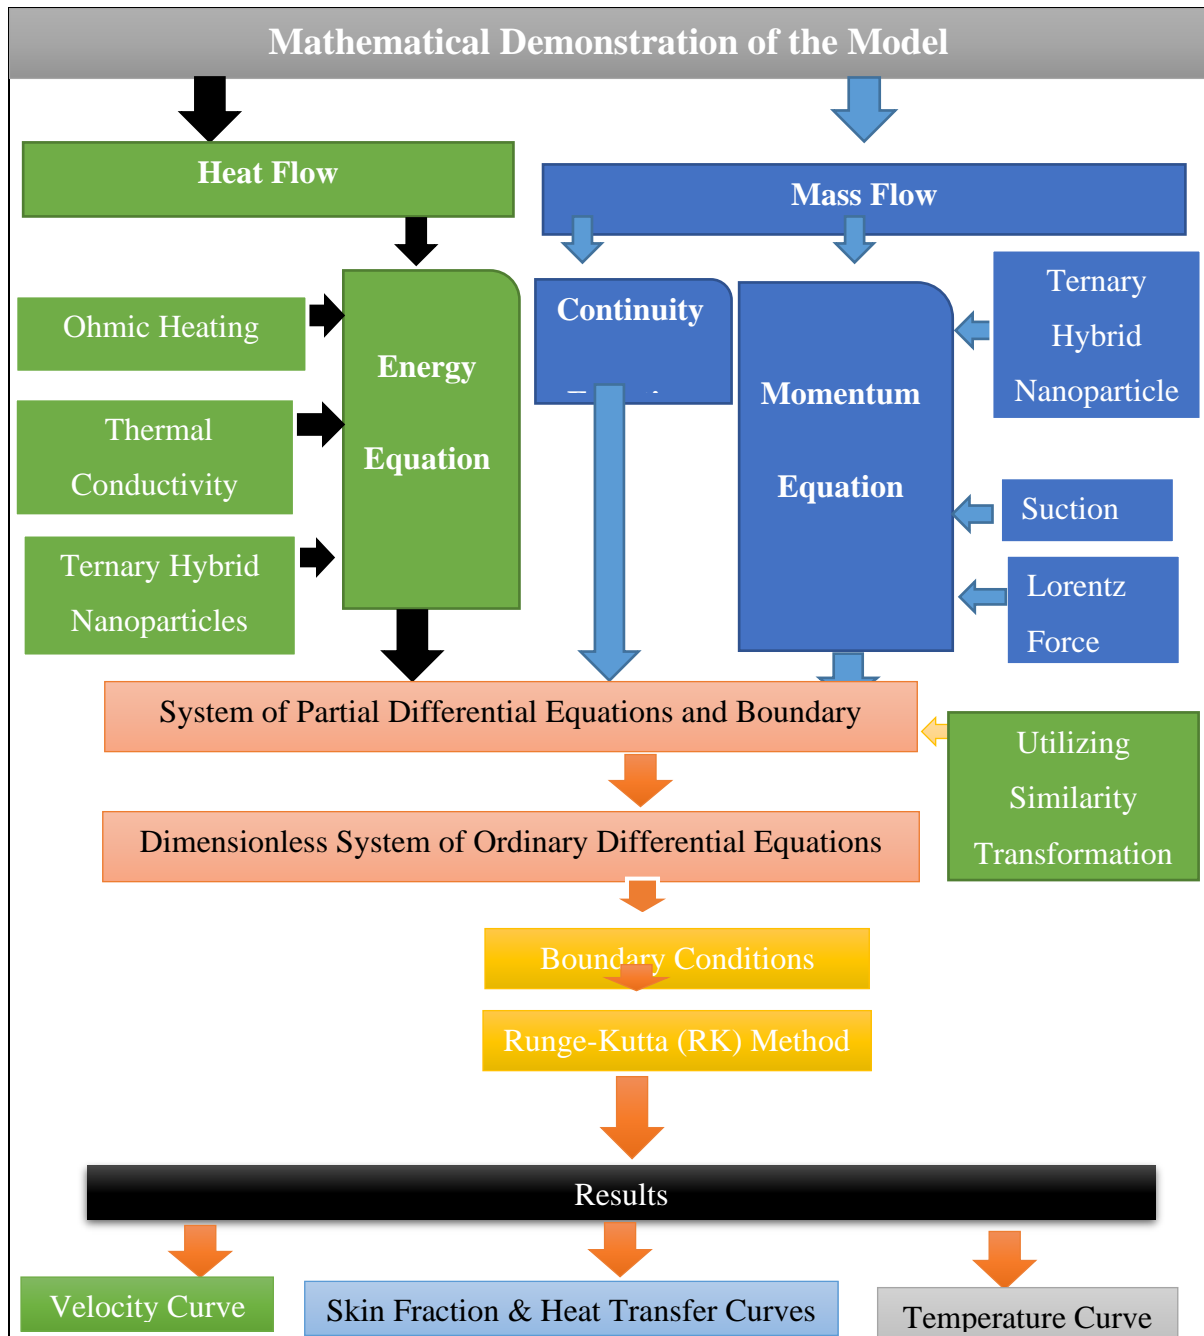 Mathematical Demonstration of the Model
Heat Flow
Mass Flow
Ohmic Heating
Thermal
Conductivity
Ternary Hybrid
Nanoparticles
Energy
Equation
Continuity
Momentum
Equation
Ternary
Hybrid
Nanoparticle
Suction
Lorentz
Force
System of Partial Differential Equations and Boundary
Utilizing
Similarity
Transformation
Dimensionless System of Ordinary Differential Equations
Boundary Conditions
Runge-Kutta (RK) Method
Results
Velocity Curve
Skin Fraction & Heat Transfer Curves
Temperature Curve